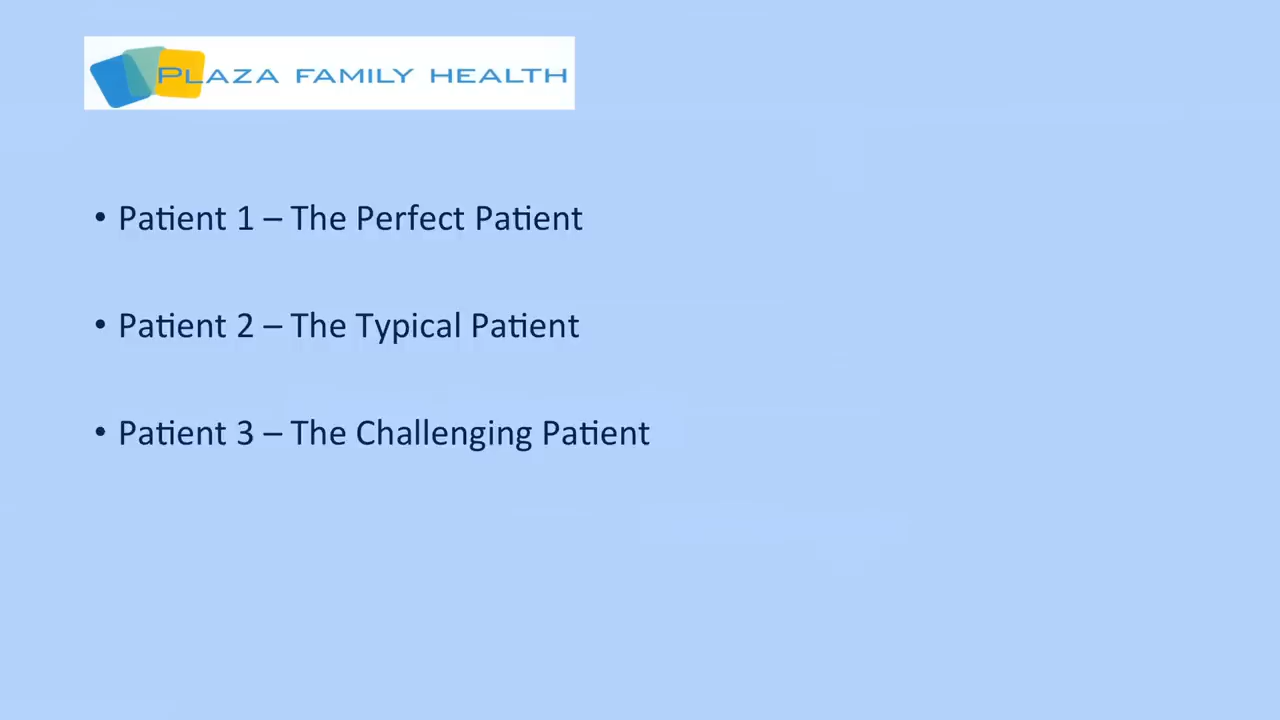 PLAZA FAMILY HEALTH
• Patient 1 – The Perfect Patient
• Patient 2 – The Typical Patient
• Patient 3 – The Challenging Patient